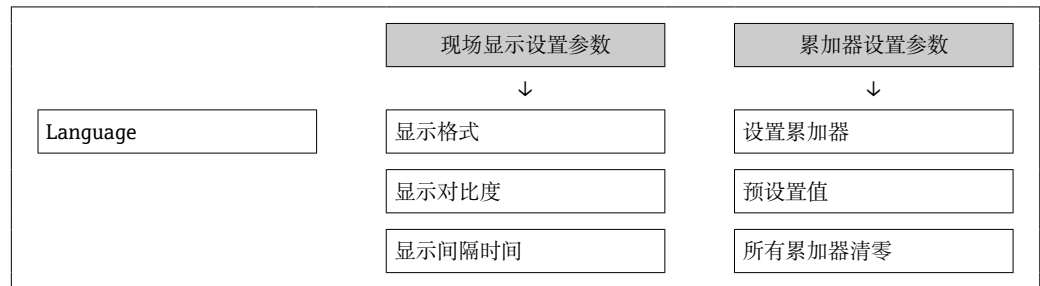 现场显示设置参数 累加器设置参数
↓ ↓
Language 显示格式 设置累加器
显示对比度 预设置值
显示间隔时间 所有累加器清零